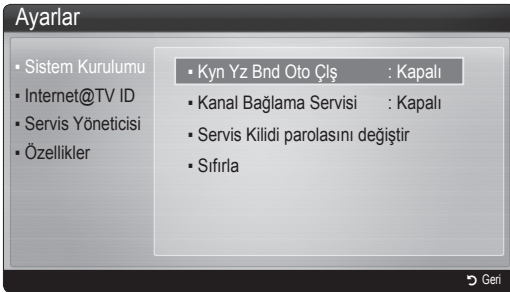 Ayarlar
▪ Sistem Kurulumu
▪ Internet@TV ID
▪ Servis Yöneticisi
▪ Özellikler
▪ Kyn Yz Bnd Oto Çlş : Kapalı
▪ Kanal Bağlama Servisi : Kapalı
▪ Servis Kilidi parolasını değiştir
▪ Sıfırla
Geri